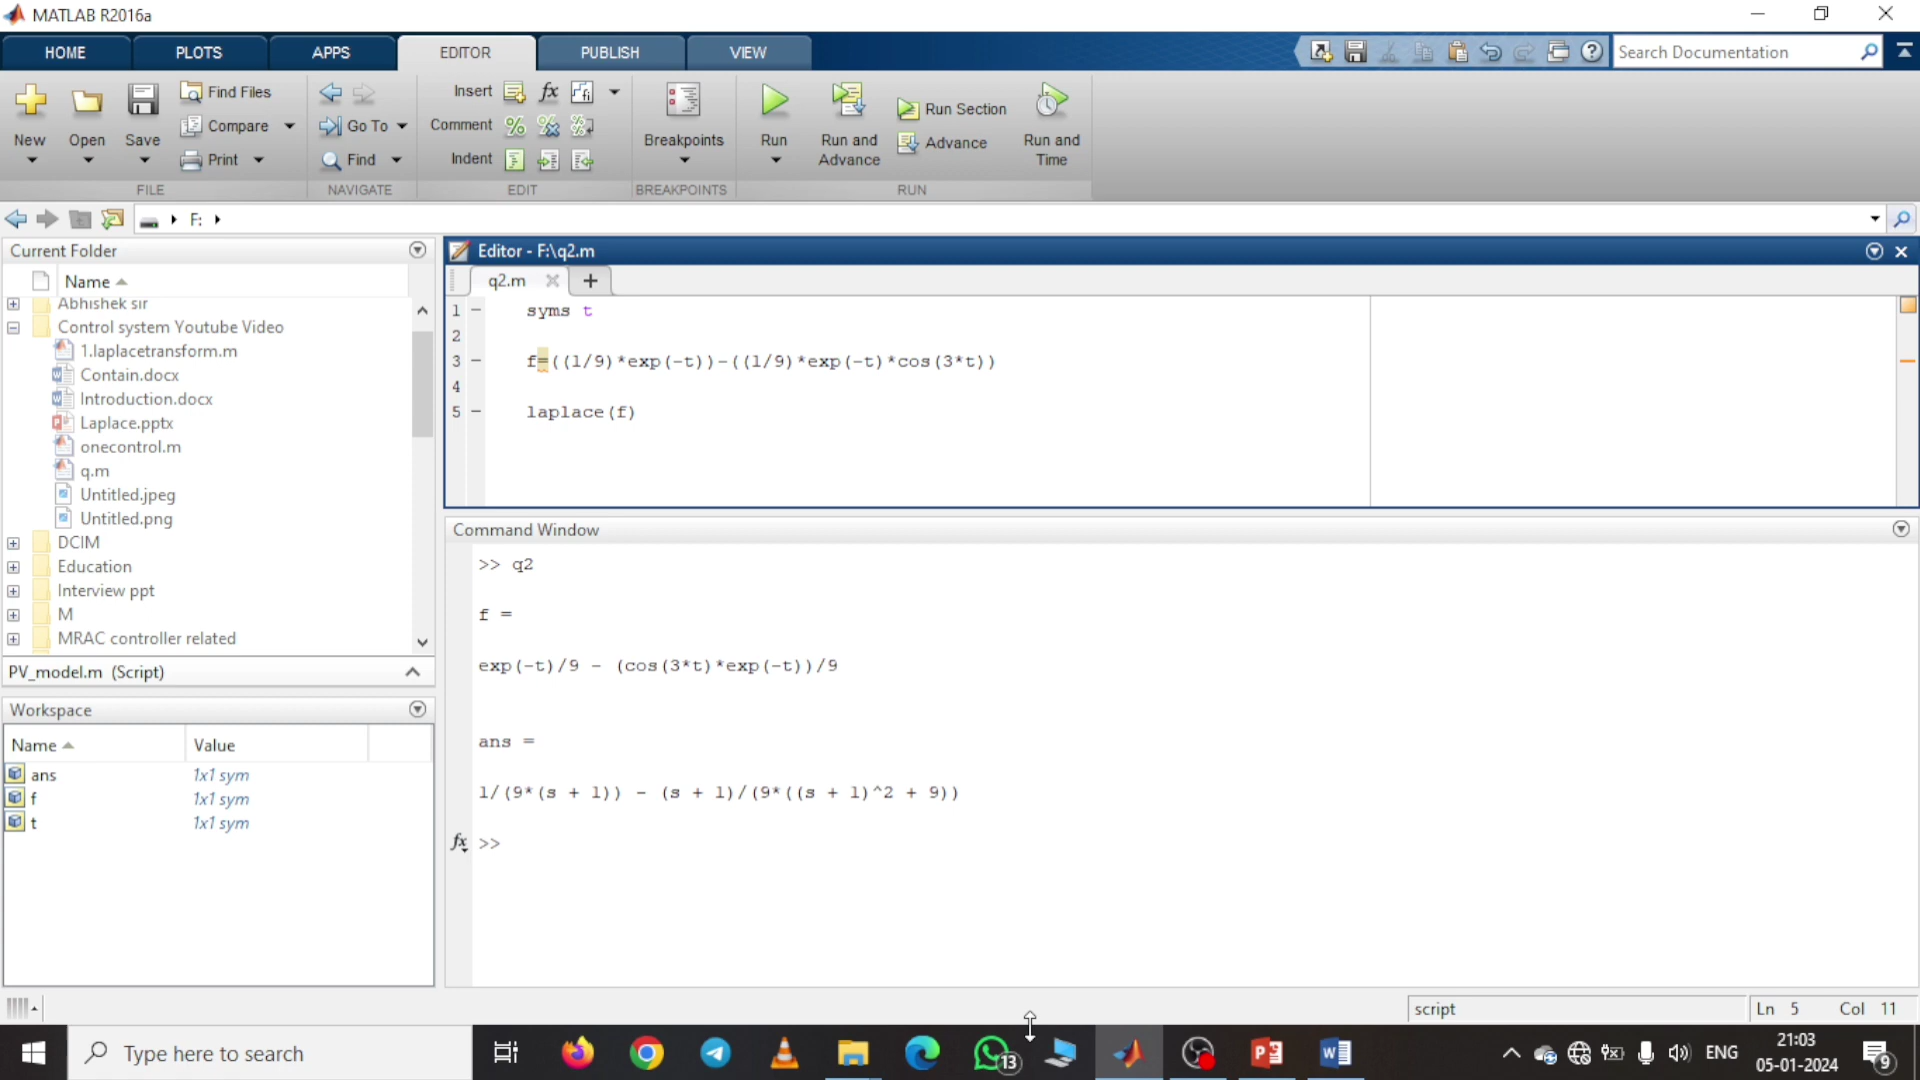 MATLAB R2016a
HOME PLOTS APPS EDITOR PUBLISH VIEW
Search Documentation
New Open Save Find Files Compare Print
FILE
Go To Find
NAVIGATE
Insert fx
Comment
Indent
EDIT
Breakpoints
BREAKPOINTS
Run
Run and Advance
Run Section
Advance
Run and Time
RUN
F:
Current Folder
Name
Abhishek sir
Control system Youtube Video
1.laplacetransform.m
Contain.docx
Introduction.docx
Laplace.pptx
onecontrol.m
q.m
Untitled.jpeg
Untitled.png
DCIM
Education
Interview ppt
M
MRAC controller related
PV_model.m (Script)
Workspace
Name Value
ans 1x1 sym
f 1x1 sym
t 1x1 sym
Editor - F:\q2.m
q2.m
1 syms t
2
3 f=((1/9)*exp(-t))-((1/9)*exp(-t)*cos(3*t))
4
5 laplace(f)
Command Window
>> q2
f =
exp(-t)/9 - (cos(3*t)*exp(-t))/9
ans =
1/(9*(s + 1)) - (s + 1)/(9*((s + 1)^2 + 9))
fx >>
script Ln 5 Col 11
Type here to search
13
ENG
21:03
05-01-2024
9